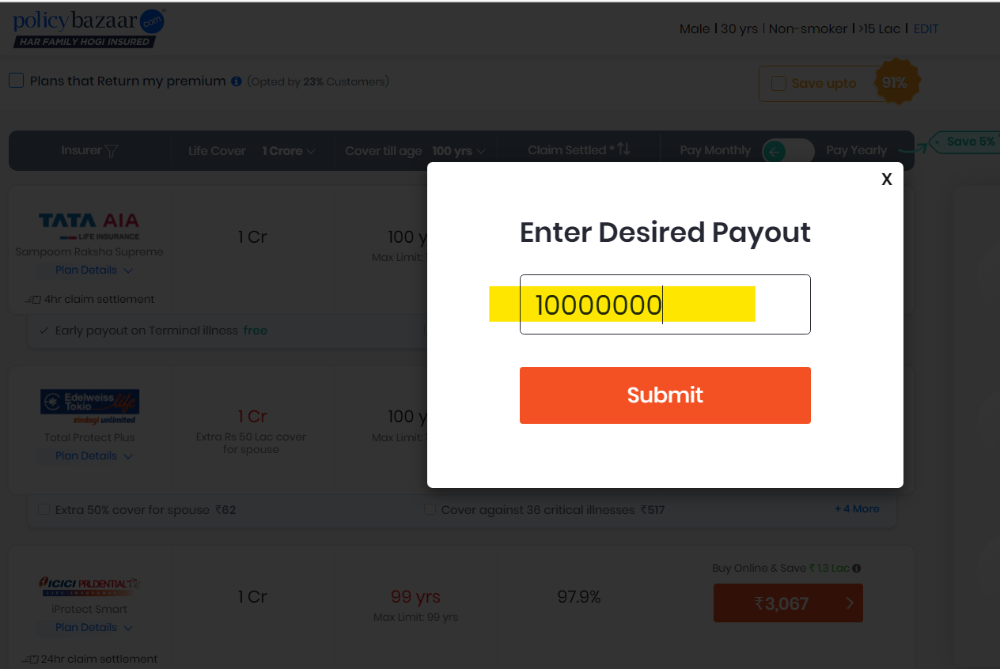 policybazaar.com
HAR FAMILY HOGI INSURED
Male | 30 yrs | Non-smoker | >15 Lac | EDIT
Plans that Return my premium (Opted by 23% Customers)
Save upto 91%
Insurer Life Cover 1 Crore Cover till age 100 yrs Claim Settled * Pay Monthly Pay Yearly Save 5%
X
Enter Desired Payout
10000000
Submit
TATA AIA
LIFE INSURANCE
Sampoorn Raksha Supreme
Plan Details
4hr claim settlement
1 Cr
100 y
Max Limit:
Early payout on Terminal illness free
Edelweiss Tokio life
zindagi unlimited
Total Protect Plus
Plan Details
1 Cr
Extra Rs 50 Lac cover
for spouse
100 y
Max Limit:
Extra 50% cover for spouse ₹62 Cover against 36 critical illnesses ₹517 + 4 More
ICICI PRUDENTIAL
LIFE INSURANCE
iProtect Smart
Plan Details
24hr claim settlement
1 Cr
99 yrs
Max Limit: 99 yrs
97.9%
Buy Online & Save ₹ 1.3 Lac
₹3,067